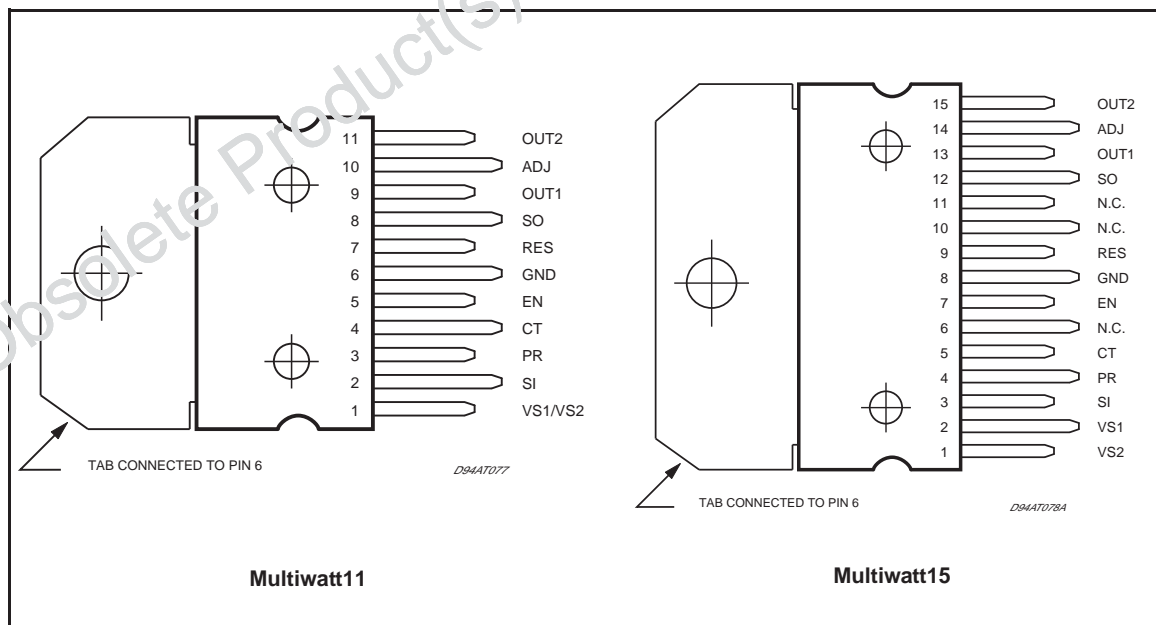 Obsolete Product(s)
11 OUT2
10 ADJ
9 OUT1
8 SO
7 RES
6 GND
5 EN
4 CT
3 PR
2 SI
1 VS1/VS2
TAB CONNECTED TO PIN 6
D94AT077
Multiwatt11
15 OUT2
14 ADJ
13 OUT1
12 SO
11 N.C.
10 N.C.
9 RES
8 GND
7 EN
6 N.C.
5 CT
4 PR
3 SI
2 VS1
1 VS2
TAB CONNECTED TO PIN 6
D94AT078A
Multiwatt15